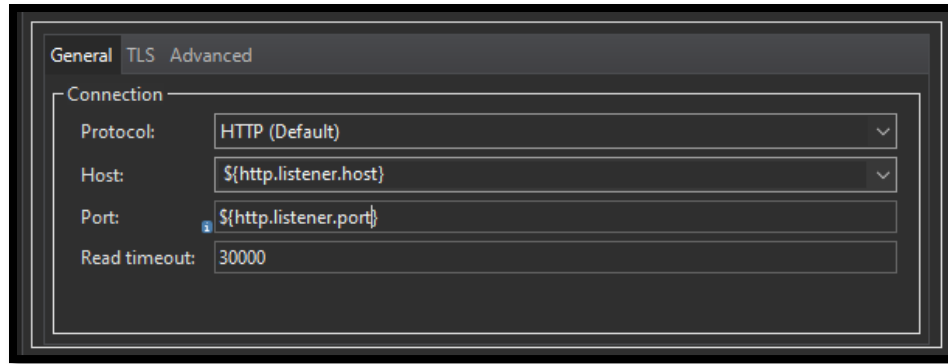 General TLS Advanced
Connection
Protocol: HTTP (Default)
Host: ${http.listener.host}
Port: ${http.listener.port}
Read timeout: 30000